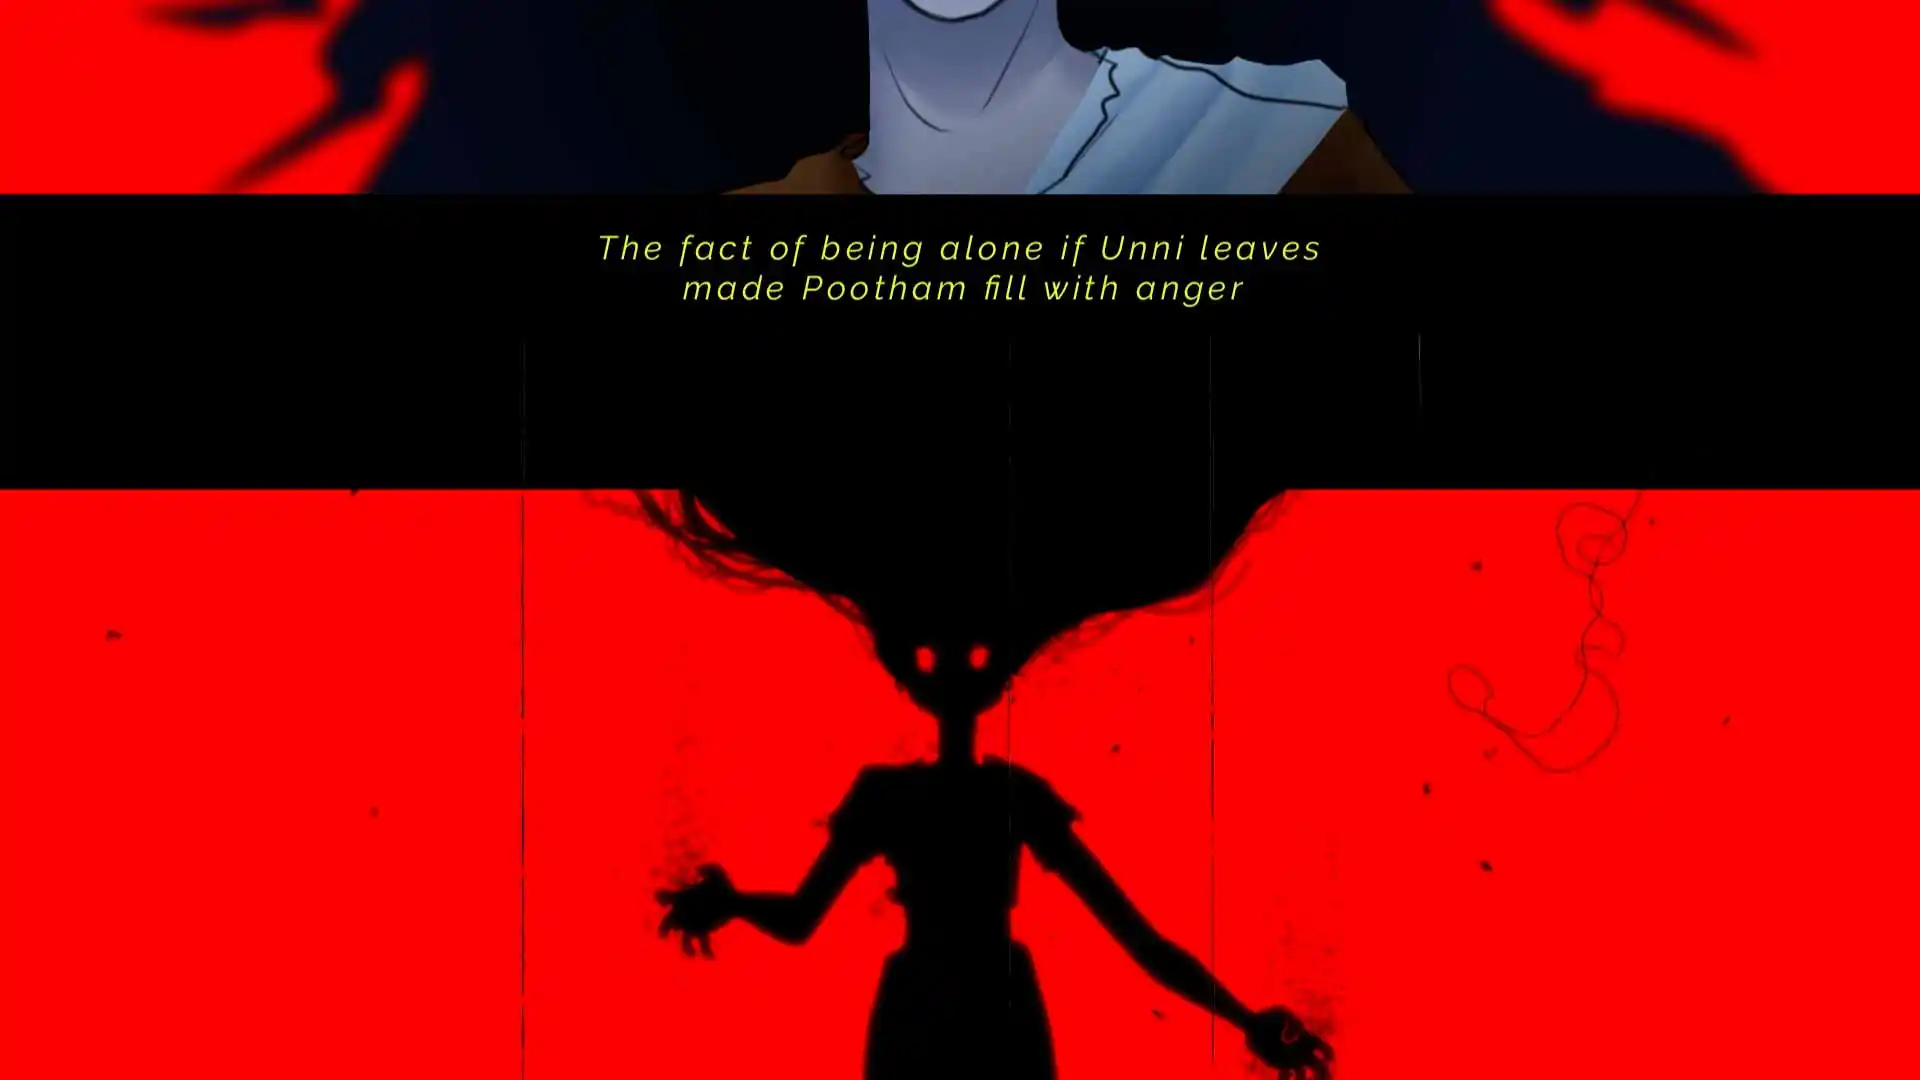 The fact of being alone if Unni leaves
made Pootham fill with anger